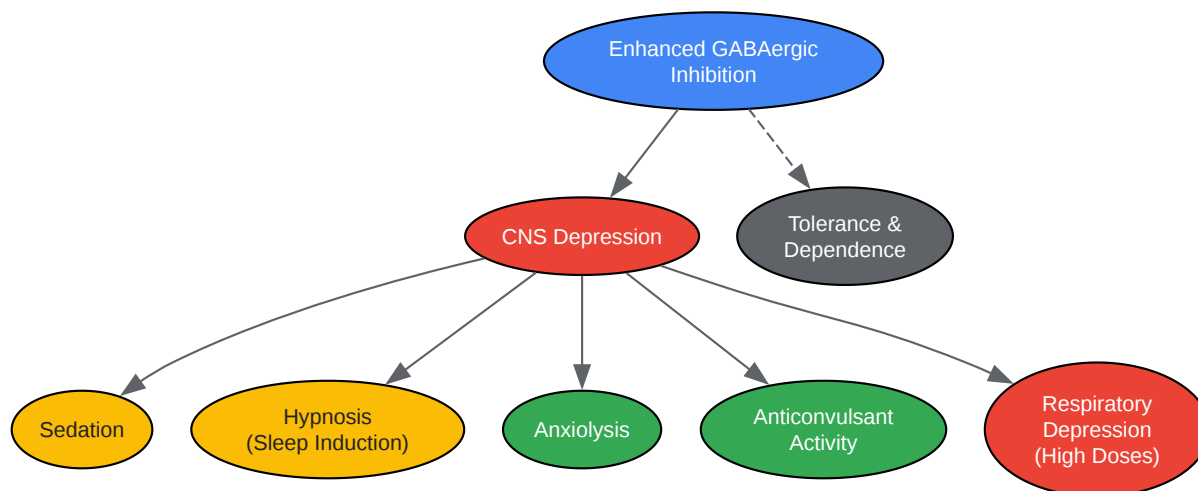 Enhanced GABAergic
Inhibition
CNS Depression
Tolerance &
Dependence
Sedation
Hypnosis
(Sleep Induction)
Anxiolysis
Anticonvulsant
Activity
Respiratory
Depression
(High Doses)